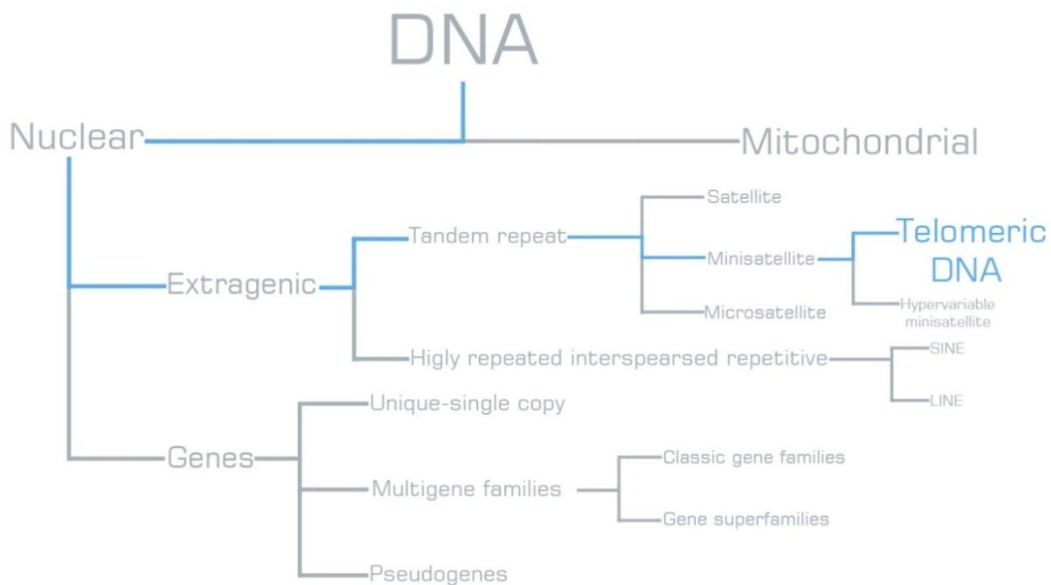 DNA
Nuclear
Mitochondrial
Satellite
Tandem repeat
Minisatellite
Telomeric
DNA
Extragenic
Microsatellite
Hypervariable
minisatellite
Higly repeated interspearsed repetitive
SINE
LINE
Unique-single copy
Genes
Classic gene families
Multigene families
Gene superfamilies
Pseudogenes